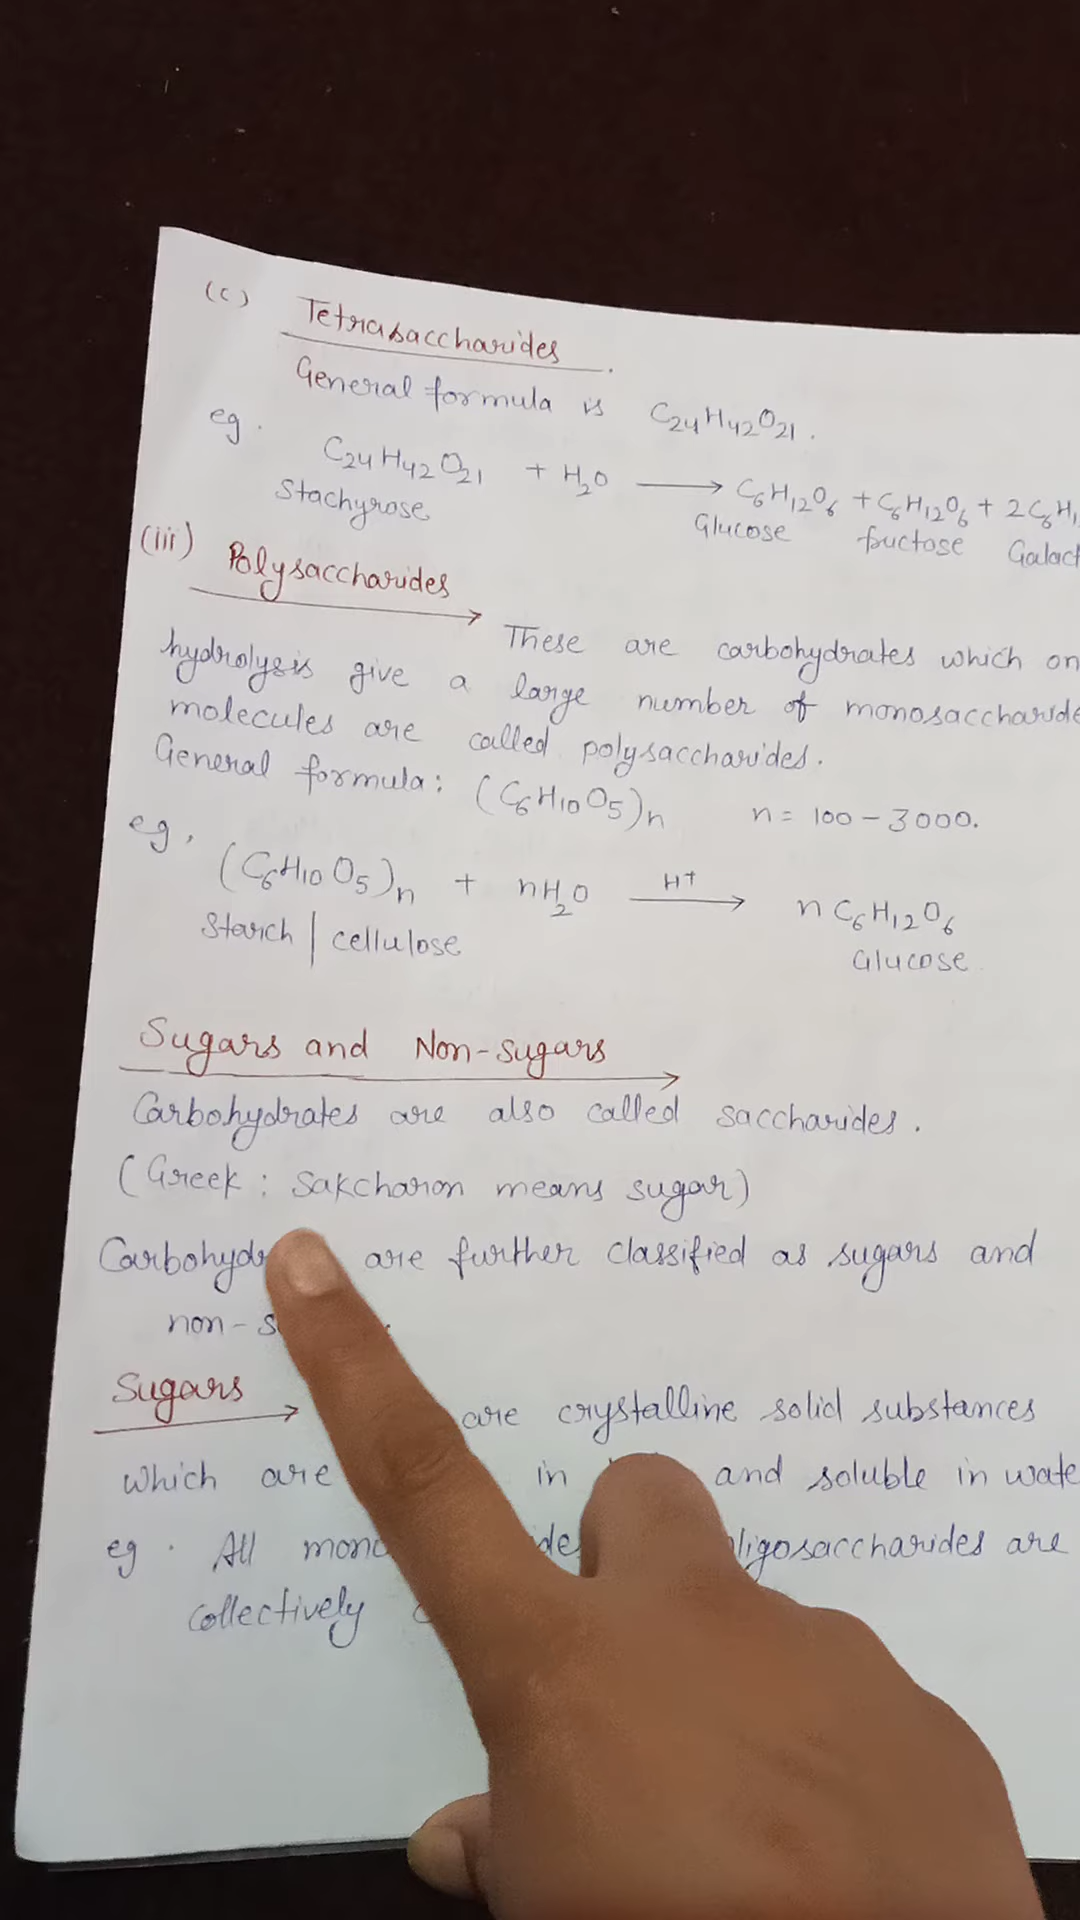 (c) Tetrasaccharides.
General formula is C24H42O21.
eg. C24H42O21 + H2O ⟶ C6H12O6 + C6H12O6 + 2C6H1
Stachyrose Glucose fructose Galact
(iii) Polysaccharides
These are carbohydrates which on
hydrolysis give a large number of monosaccharide
molecules are called polysaccharides.
General formula: (C6H10O5)n n = 100 - 3000.
eg, (C6H10O5)n + nH2O ⟶ H+ n C6H12O6
Starch | cellulose Glucose
Sugars and Non-sugars
Carbohydrates are also called saccharides.
(Greek : Sakcharon means sugar)
Carbohydr are further classified as sugars and
non-s
Sugars are crystalline solid substances
which are in and soluble in wate
eg. All mono ligosaccharides are
collectively